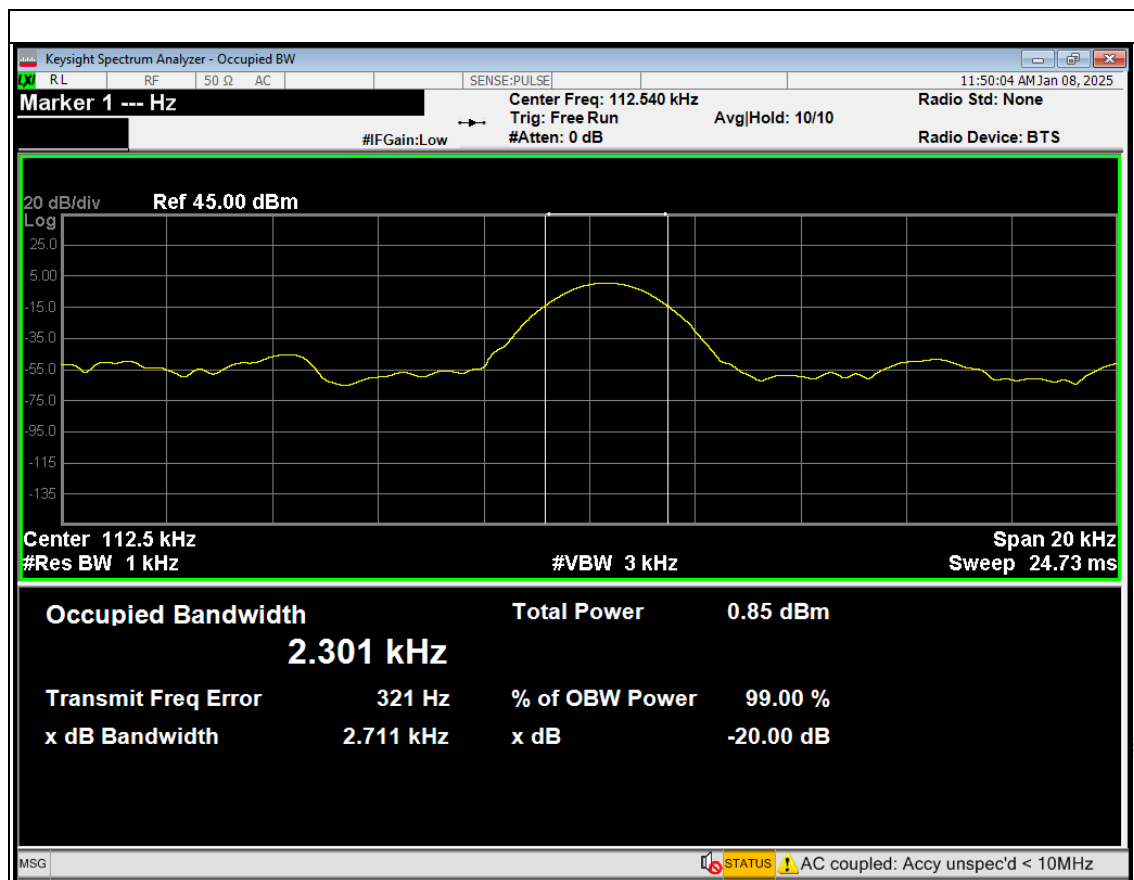 Keysight Spectrum Analyzer - Occupied BW
LXI RL RF 50 Ω AC SENSE:PULSE 11:50:04 AM Jan 08, 2025
Marker 1 --- Hz
Center Freq: 112.540 kHz
Radio Std: None
Trig: Free Run
Avg|Hold: 10/10
#IFGain:Low
#Atten: 0 dB
Radio Device: BTS
20 dB/div Ref 45.00 dBm
Log
25.0
5.00
-15.0
-35.0
-55.0
-75.0
-95.0
-115
-135
Center 112.5 kHz Span 20 kHz
#Res BW 1 kHz #VBW 3 kHz Sweep 24.73 ms
Occupied Bandwidth Total Power 0.85 dBm
2.301 kHz
Transmit Freq Error 321 Hz % of OBW Power 99.00 %
x dB Bandwidth 2.711 kHz x dB -20.00 dB
MSG STATUS AC coupled: Accy unspec'd < 10MHz